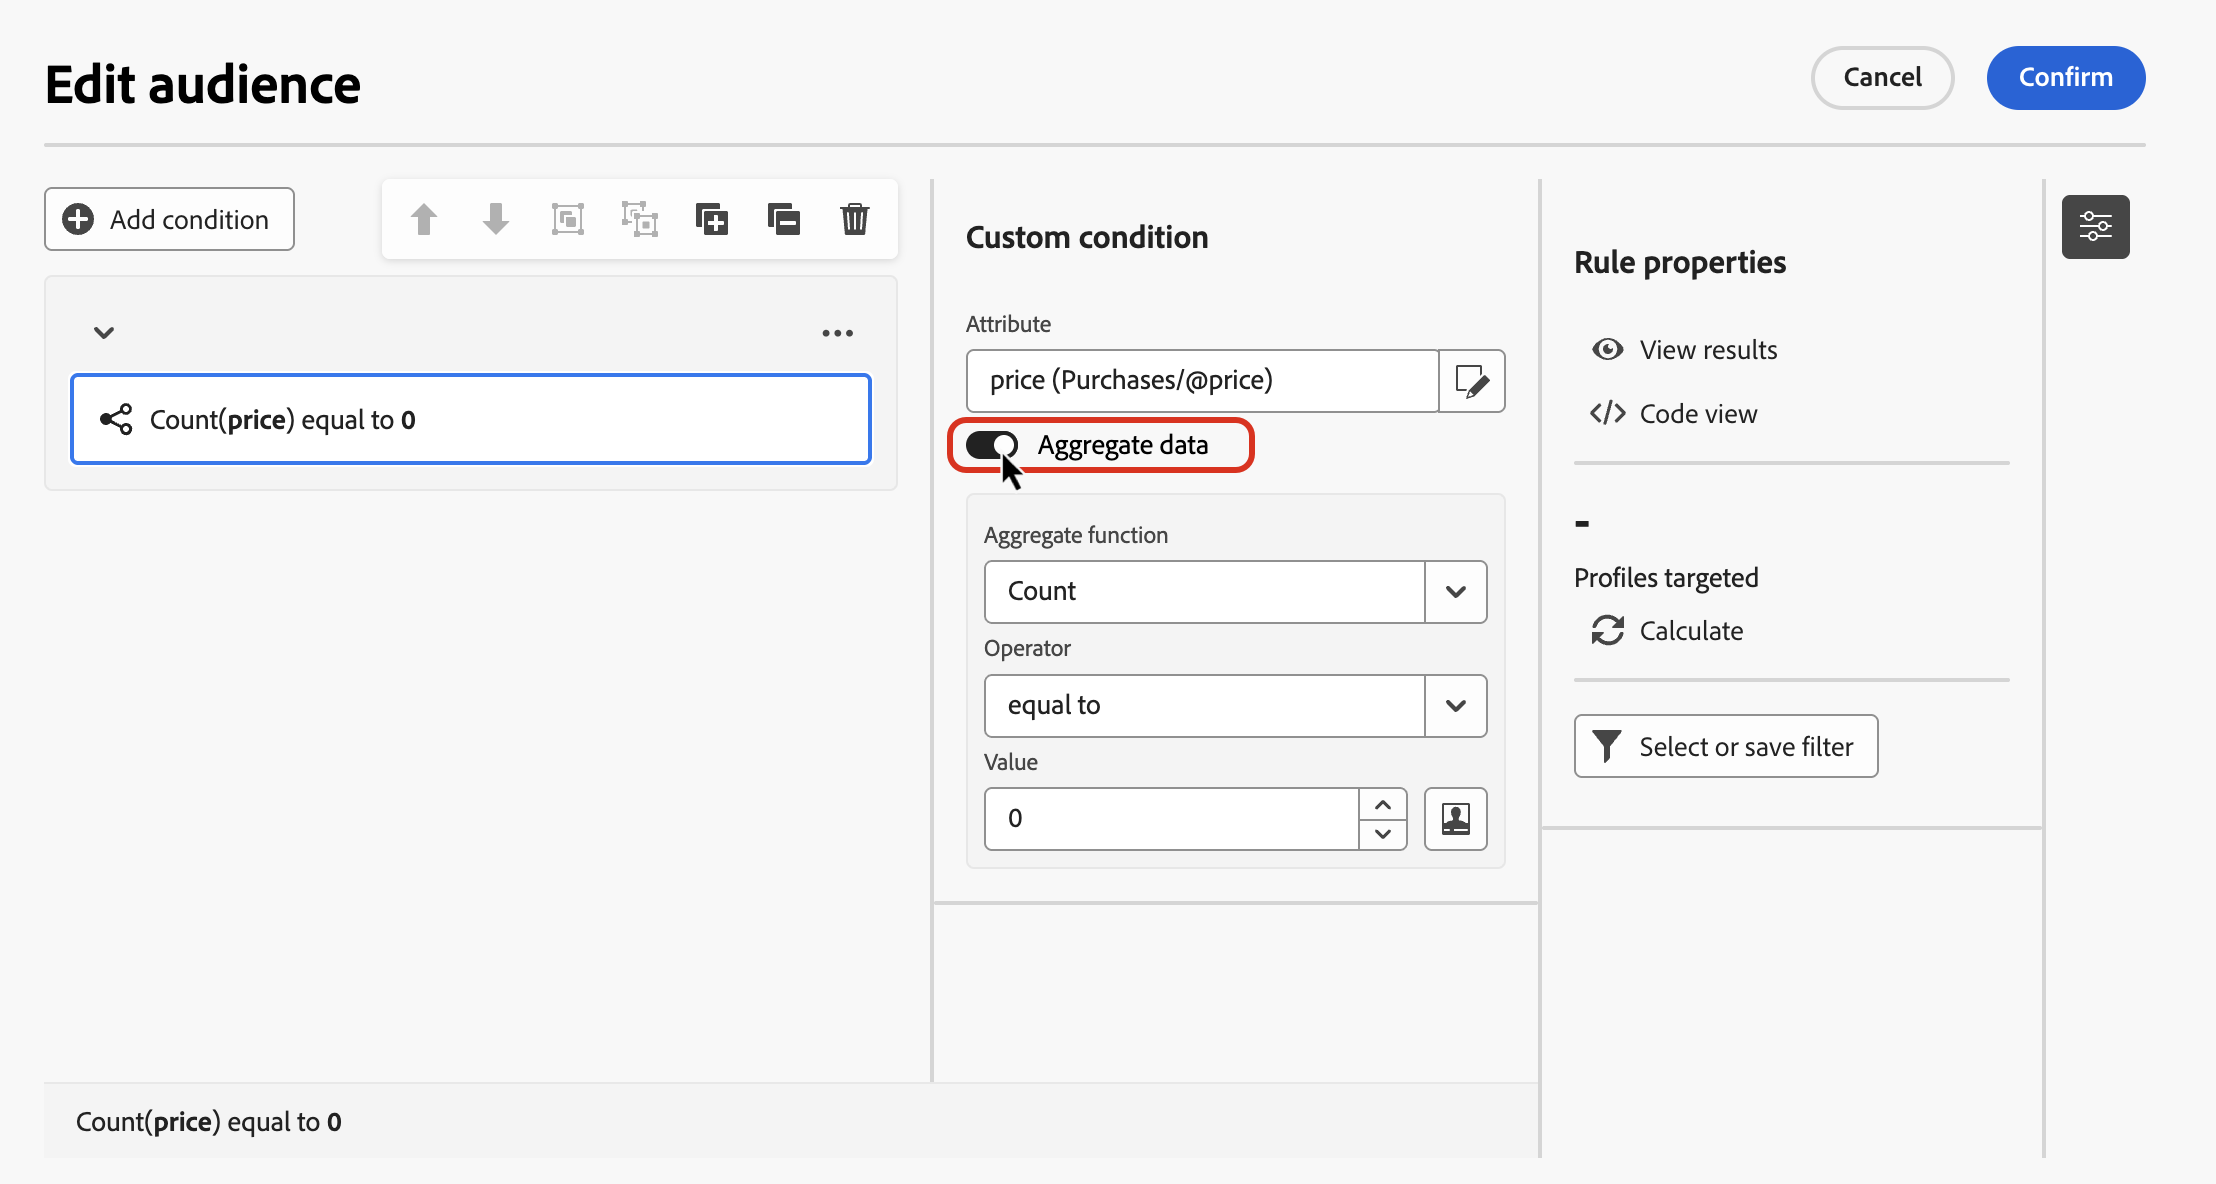 Edit audience
Cancel
Confirm
Add condition
Count(price) equal to 0
Custom condition
Attribute
price (Purchases/@price)
Aggregate data
Aggregate function
Count
Operator
equal to
Value
0
Rule properties
View results
Code view
-
Profiles targeted
Calculate
Select or save filter
Count(price) equal to 0